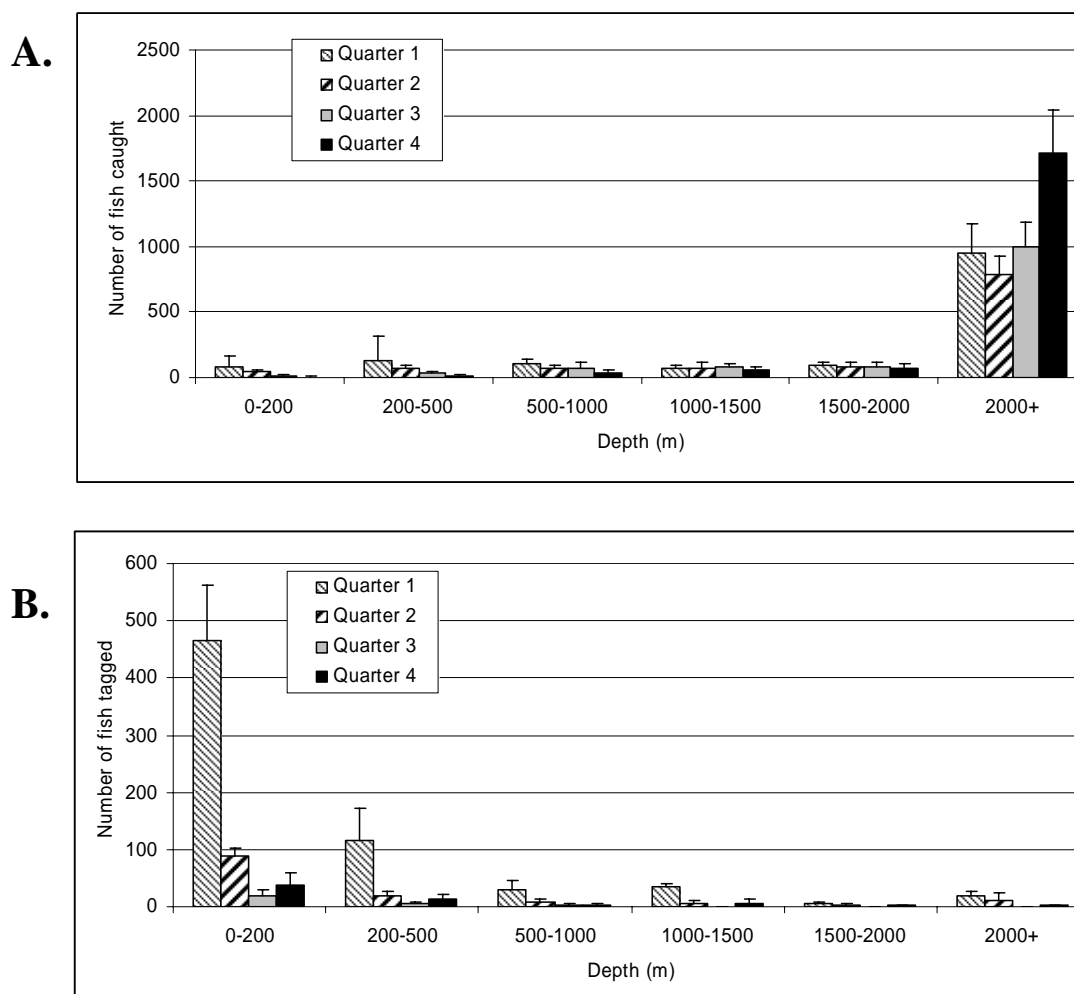 A.
Number of fish caught
2500
2000
1500
1000
500
0
Quarter 1
Quarter 2
Quarter 3
Quarter 4
0-200 200-500 500-1000 1000-1500 1500-2000 2000+
Depth (m)
B.
Number of fish tagged
600
500
400
300
200
100
0
Quarter 1
Quarter 2
Quarter 3
Quarter 4
0-200 200-500 500-1000 1000-1500 1500-2000 2000+
Depth (m)